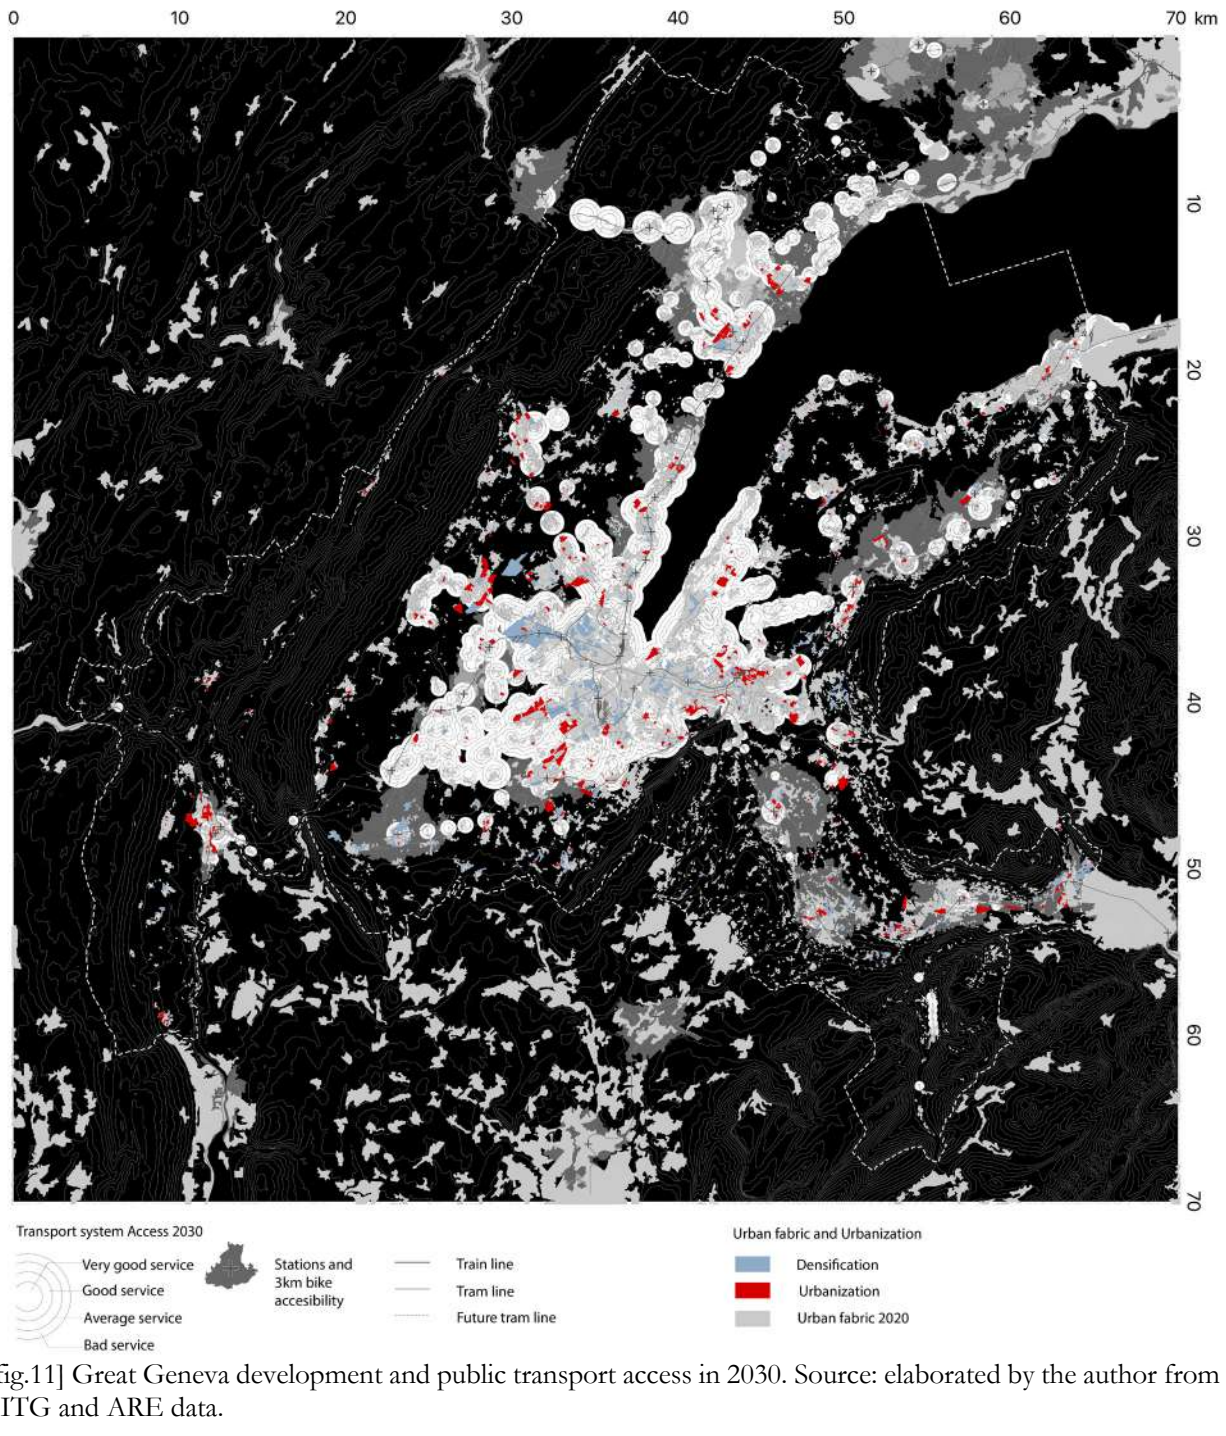 0 10 20 30 40 50 60 70 km
10
20
30
40
50
60
70
Transport system Access 2030
Very good service
Good service
Average service
Bad service
Stations and
3km bike
accesibility
Train line
Tram line
Future tram line
Urban fabric and Urbanization
Densification
Urbanization
Urban fabric 2020
fig.11] Great Geneva development and public transport access in 2030. Source: elaborated by the author from
ITG and ARE data.